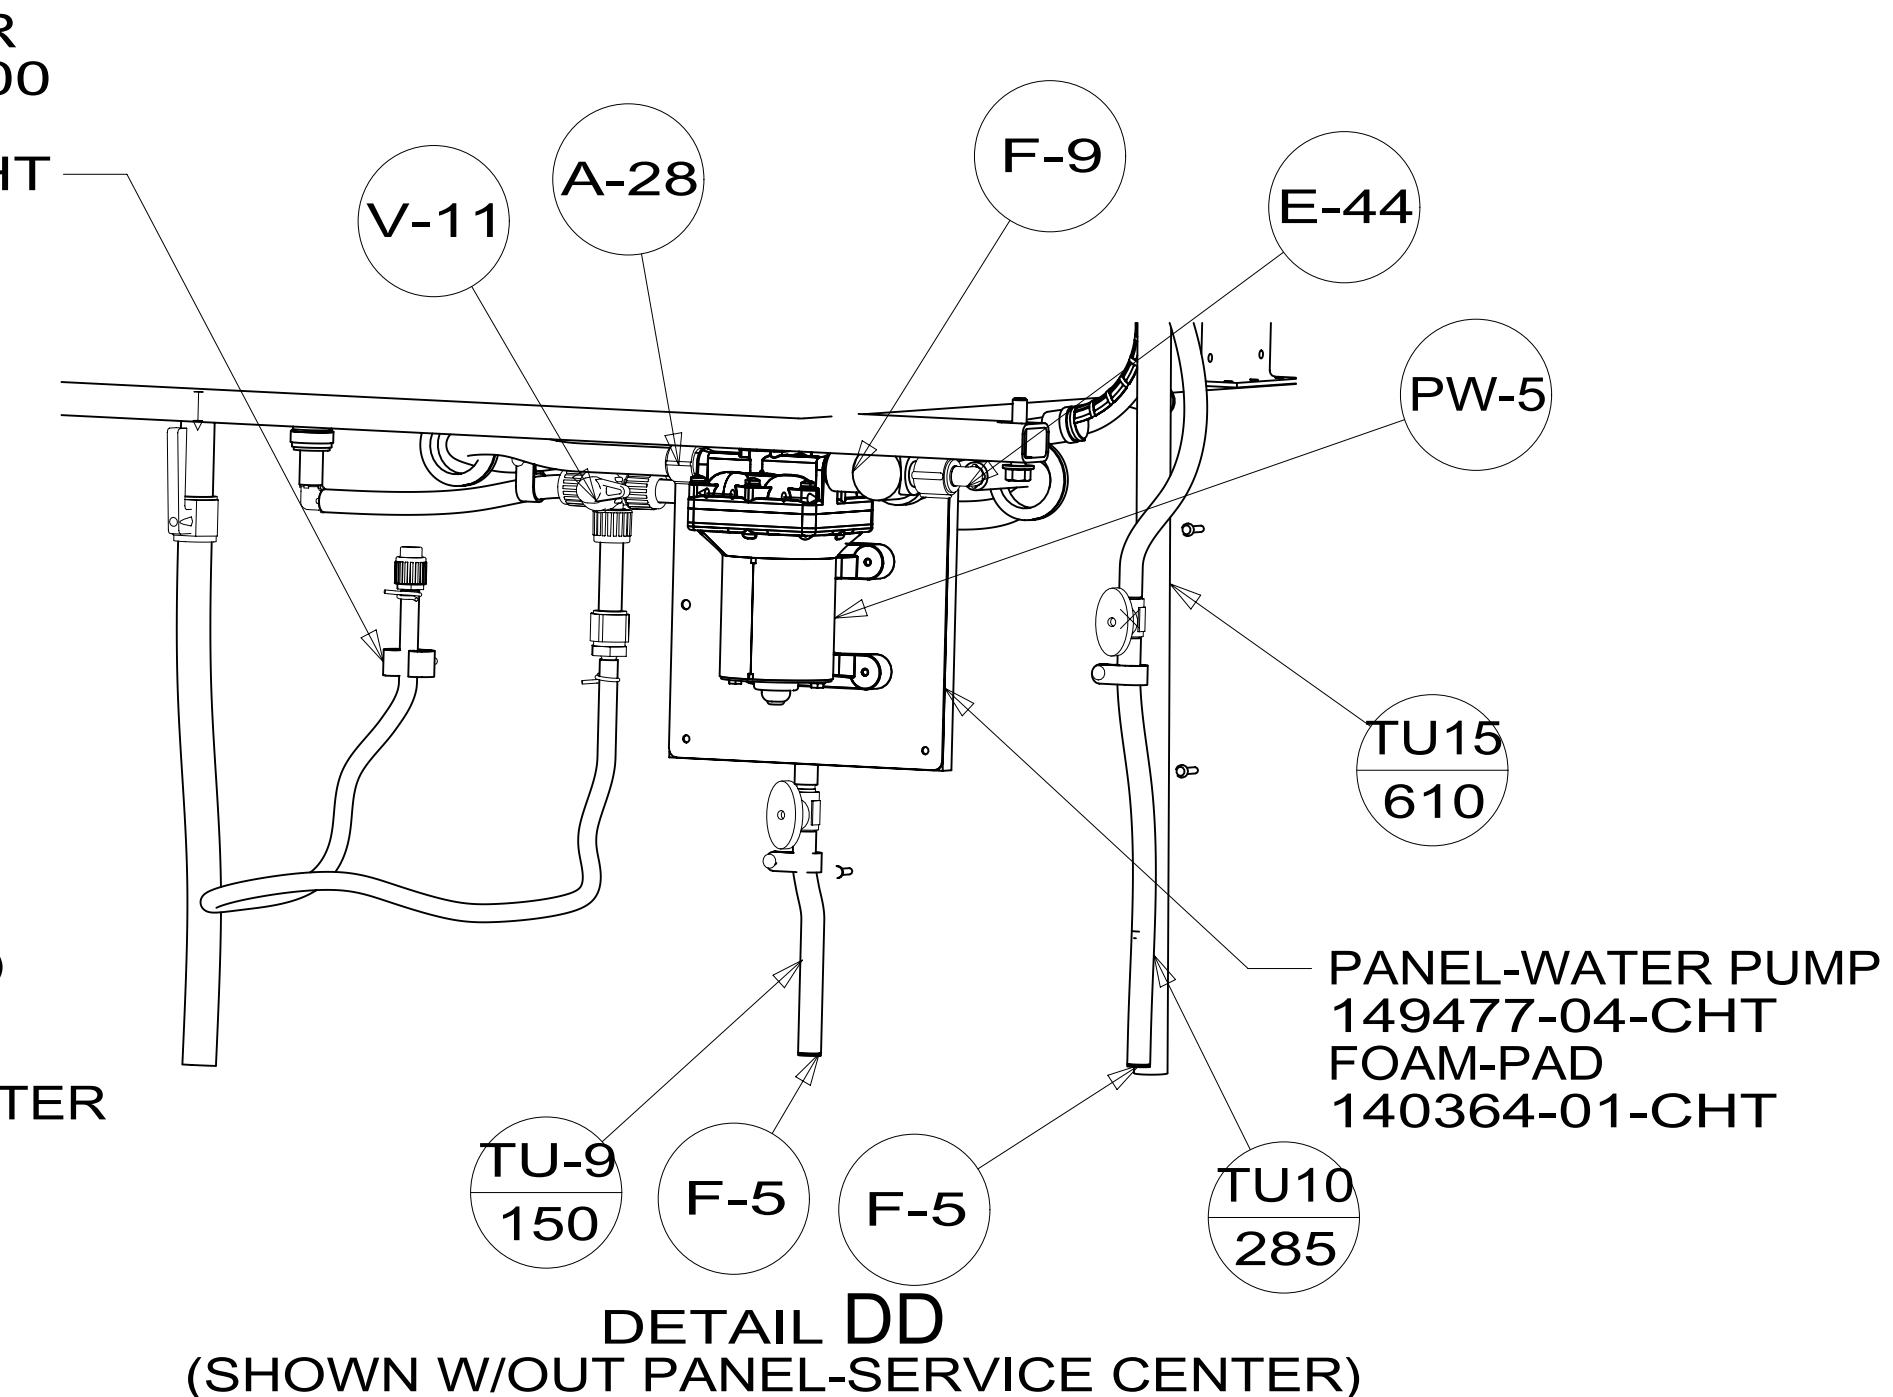 V-11
A-28
F-9
E-44
PW-5
TU15
610
PANEL-WATER PUMP
149477-04-CHT
FOAM-PAD
140364-01-CHT
TU-9
150
F-5
F-5
TU10
285
DETAIL DD
(SHOWN W/OUT PANEL-SERVICE CENTER)